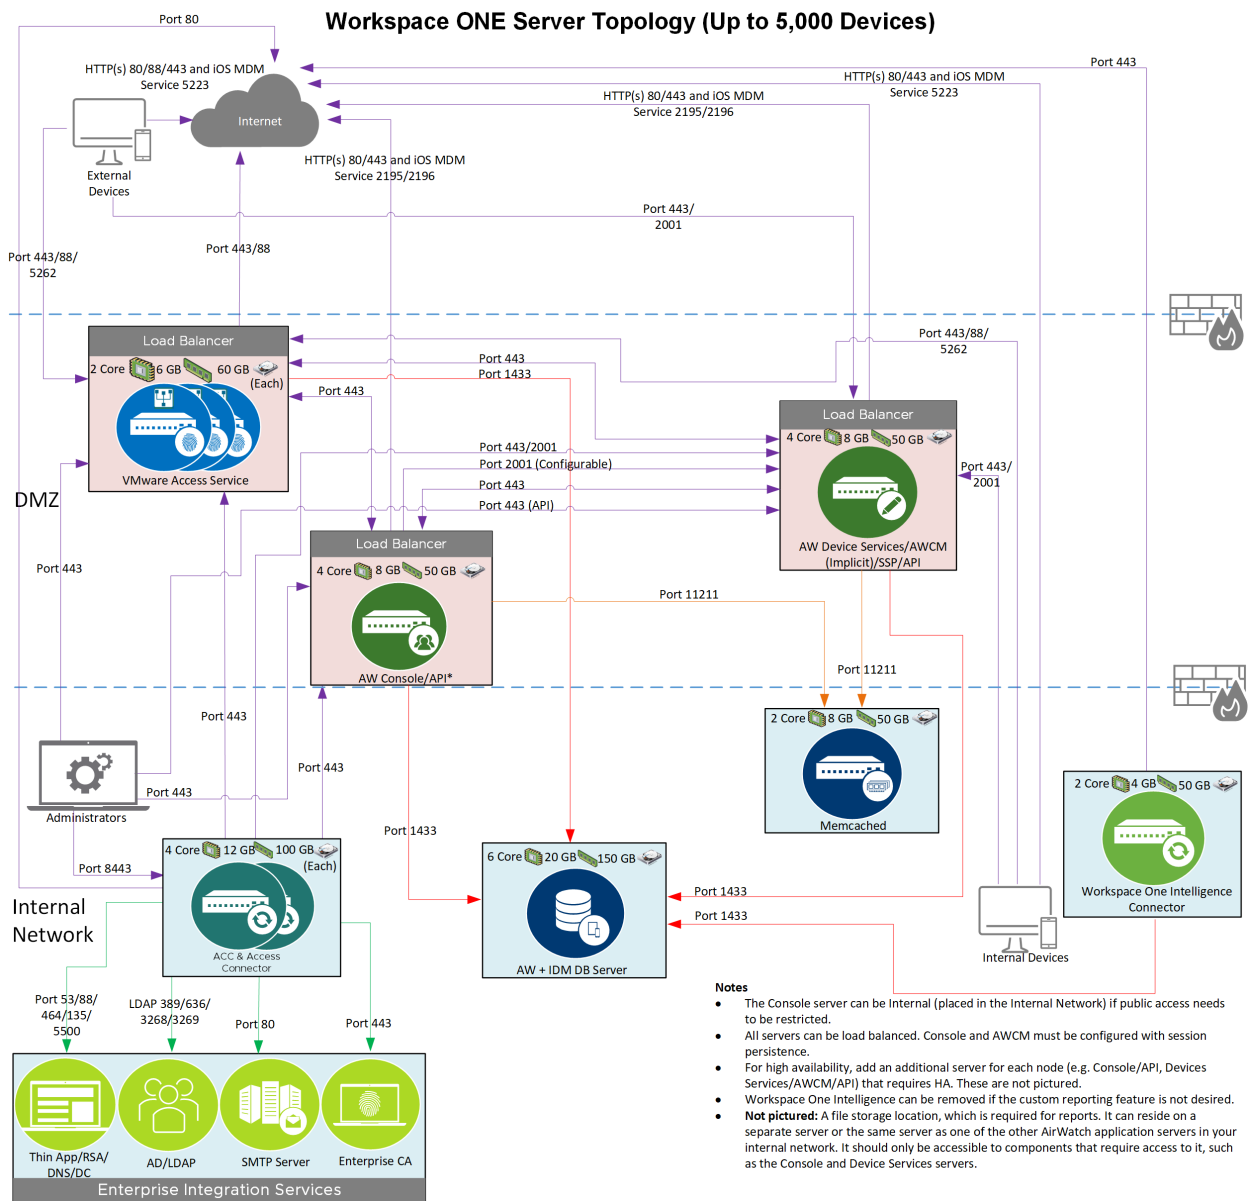 Workspace ONE Server Topology (Up to 5,000 Devices)
Port 80
HTTP(s) 80/88/443 and iOS MDM
Service 5223
Port 443
HTTP(s) 80/443 and iOS MDM
Service 5223
HTTP(s) 80/443 and iOS MDM
Service 2195/2196
Internet
HTTP(s) 80/443 and iOS MDM
Service 2195/2196
External
Devices
Port 443/
2001
Port 443/88
Port 443/88/
5262
Load Balancer
2 Core
6 GB
60 GB
(Each)
VMware Access Service
Port 443
Port 1433
Port 443
Port 443/88/
5262
Load Balancer
4 Core
8 GB
50 GB
AW Device Services/AWCM
(Implicit)/SSP/API
Port 443/2001
Port 2001 (Configurable)
Port 443
Port 443 (API)
Port 443/
2001
DMZ
Port 443
Load Balancer
4 Core
8 GB
50 GB
AW Console/API*
Port 11211
Port 11211
Port 443
Port 443
2 Core
8 GB
50 GB
Memcached
Administrators
Port 443
Port 8443
2 Core
4 GB
50 GB
Workspace One Intelligence
Connector
Port 1433
4 Core
12 GB
100 GB
(Each)
ACC & Access
Connector
6 Core
20 GB
150 GB
AW + IDM DB Server
Port 1433
Port 1433
Internal Devices
Internal
Network
Port 53/88/
464/135/
5500
LDAP 389/636/
3268/3269
Port 80
Port 443
Thin App/RSA/
DNS/DC
AD/LDAP
SMTP Server
Enterprise CA
Enterprise Integration Services
Notes
• The Console server can be Internal (placed in the Internal Network) if public access needs
to be restricted.
• All servers can be load balanced. Console and AWCM must be configured with session
persistence.
• For high availability, add an additional server for each node (e.g. Console/API, Devices
Services/AWCM/API) that requires HA. These are not pictured.
• Workspace One Intelligence can be removed if the custom reporting feature is not desired.
• Not pictured: A file storage location, which is required for reports. It can reside on a
separate server or the same server as one of the other AirWatch application servers in your
internal network. It should only be accessible to components that require access to it, such
as the Console and Device Services servers.